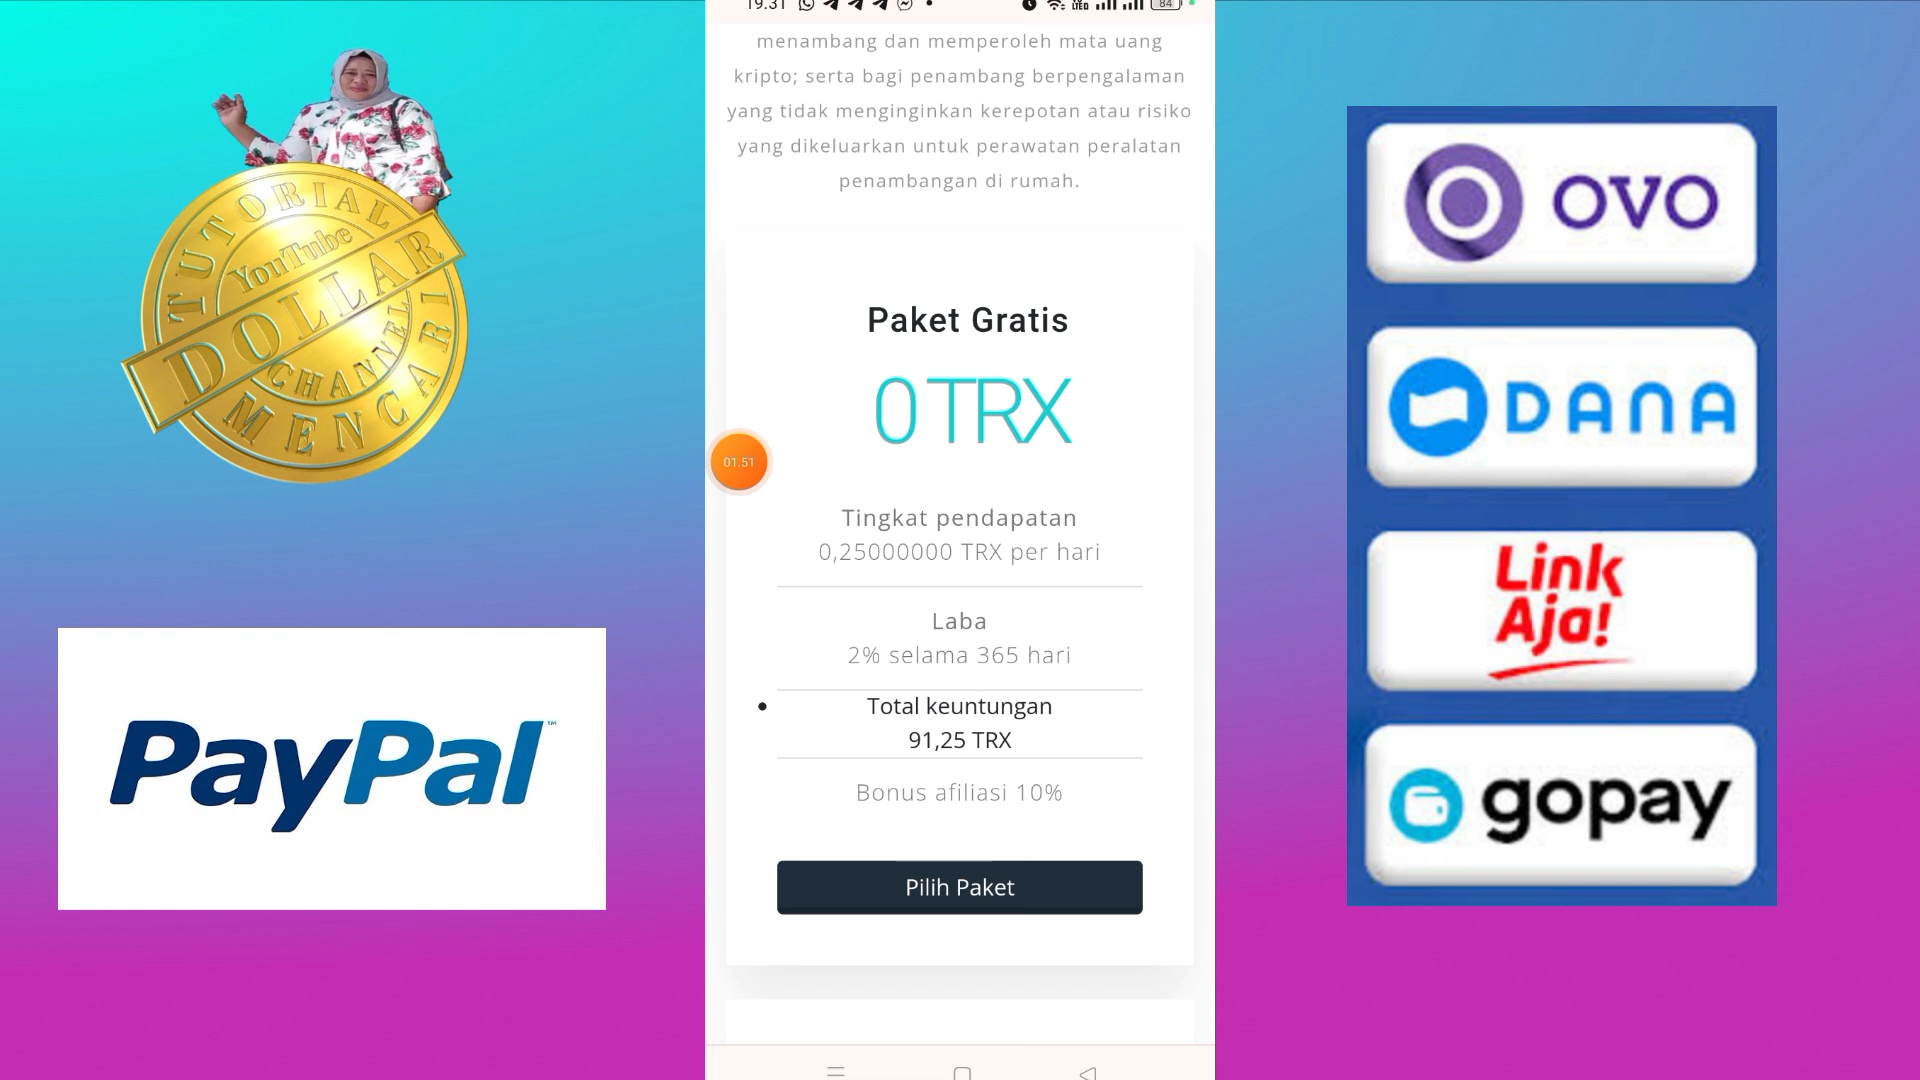 TUTORIAL
YouTube
DOLLAR
CHANNEL
MENCARI
PayPal™
19.31
84
menambang dan memperoleh mata uang
kripto; serta bagi penambang berpengalaman
yang tidak menginginkan kerepotan atau risiko
yang dikeluarkan untuk perawatan peralatan
penambangan di rumah.
Paket Gratis
0 TRX
01.51
Tingkat pendapatan
0,25000000 TRX per hari
Laba
2% selama 365 hari
• Total keuntungan
91,25 TRX
Bonus afiliasi 10%
Pilih Paket
OVO
DANA
Link
Aja!
gopay